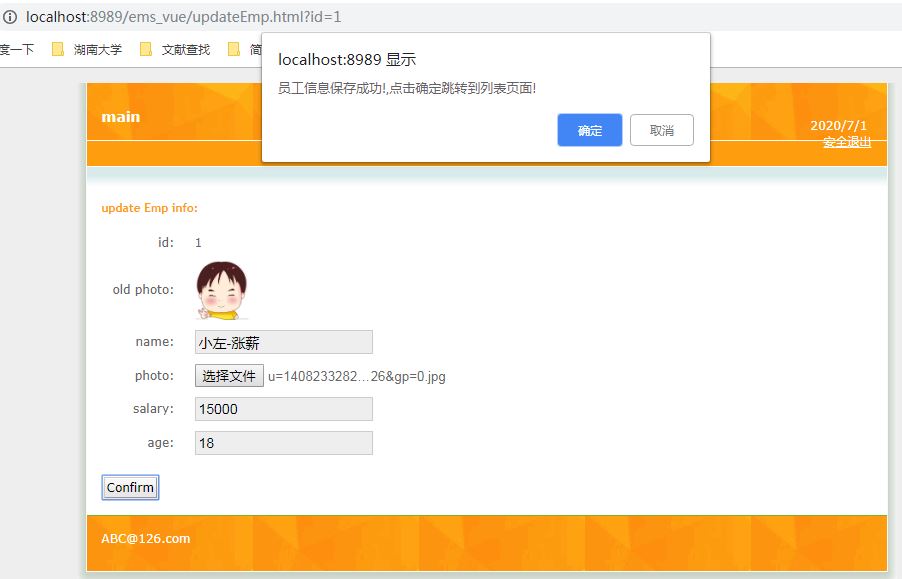 localhost:8989/ems_vue/updateEmp.html?id=1
度一下 湖南大学 文献查找 简
localhost:8989 显示
员工信息保存成功!,点击确定跳转到列表页面!
确定 取消
main
2020/7/1
安全退出
update Emp info:
id: 1
old photo:
name: 小左-张薪
photo: 选择文件 u=1408233282...26&gp=0.jpg
salary: 15000
age: 18
Confirm
ABC@126.com